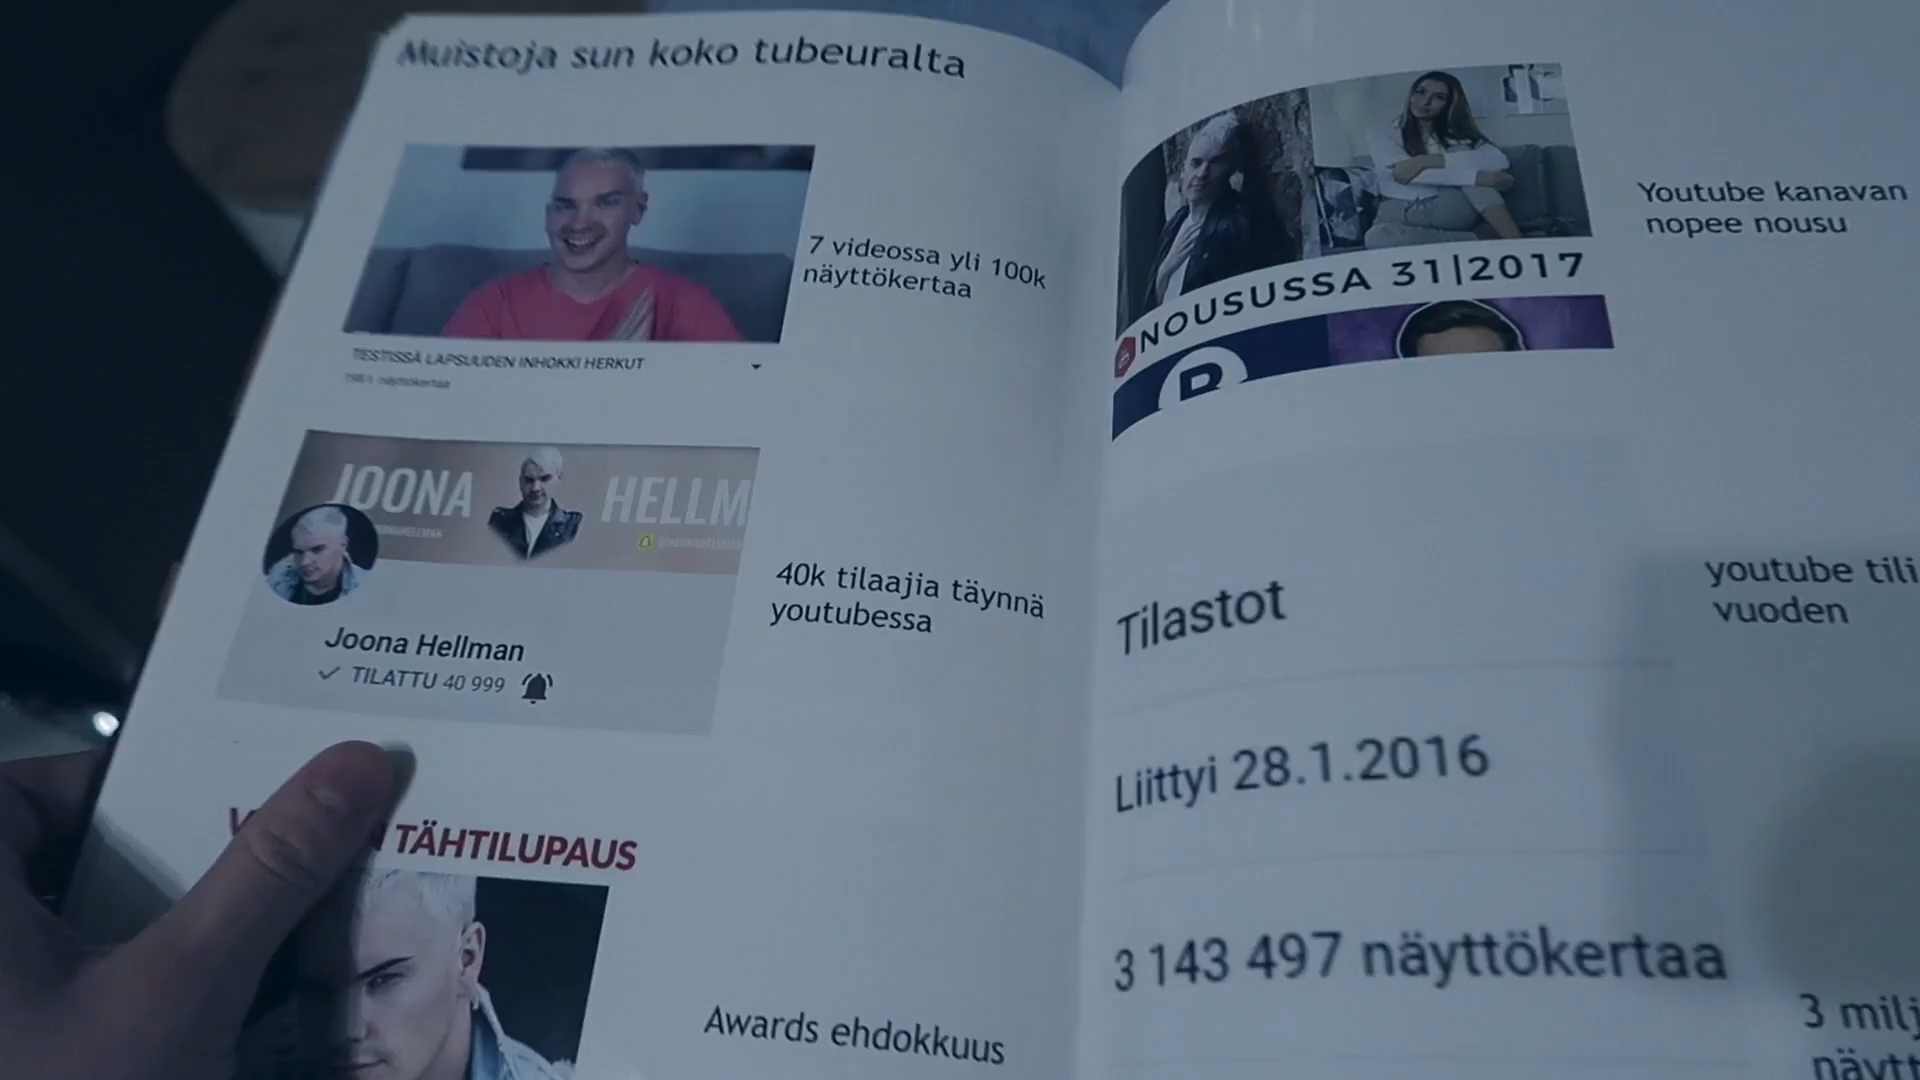 Muistoja sun koko tubeuralta
7 videossa yli 100k
näyttökertaa
TESTISSÄ LAPSUUDEN INHOKKI HERKUT
näyttökertaa
JOONA HELLM
40k tilaajia täynnä
youtubessa
Joona Hellman
TILATTU 40 999
TÄHTILUPAUS
Awards ehdokkuus
Youtube kanavan
nopee nousu
NOUSUSSA 31|2017
Tilastot
youtube tili
vuoden
Liittyi 28.1.2016
3 143 497 näyttökertaa
3 milj
näytt